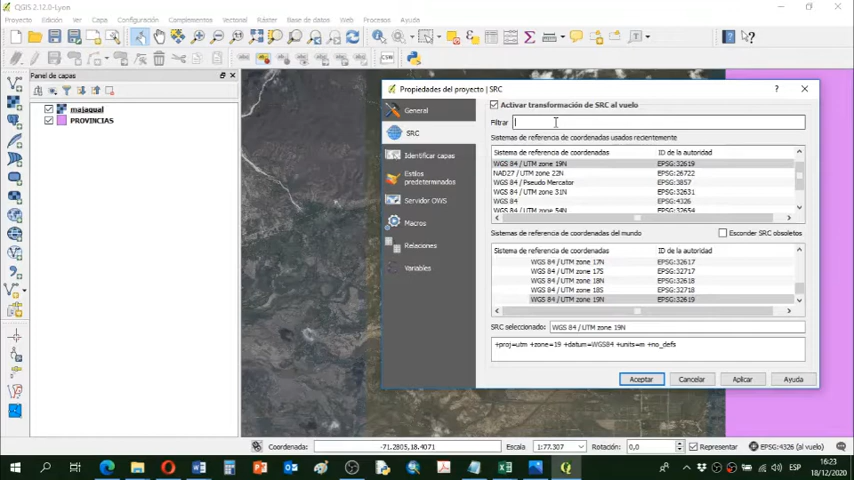 QGIS 2.12.0-Lyon
Proyecto Edición Ver Capa Configuración Complementos Vectorial Ráster Base de datos Web Procesos Ayuda
CSW
Panel de capas
majagual
PROVINCIAS
Propiedades del proyecto | SRC
General
SRC
Identificar capas
Estilos
predeterminados
Servidor OWS
Macros
Relaciones
Variables
Activar transformación de SRC al vuelo
Filtrar
Sistemas de referencia de coordenadas usados recientemente
Sistema de referencia de coordenadas ID de la autoridad
WGS 84 / UTM zone 19N EPSG:32619
NAD27 / UTM zone 22N EPSG:26722
WGS 84 / Pseudo Mercator EPSG:3857
WGS 84 / UTM zone 31N EPSG:32631
WGS 84 EPSG:4326
WGS 84 / UTM zone 54N EPSG:32654
Sistemas de referencia de coordenadas del mundo
Esconder SRC obsoletos
Sistema de referencia de coordenadas ID de la autoridad
WGS 84 / UTM zone 17N EPSG:32617
WGS 84 / UTM zone 17S EPSG:32717
WGS 84 / UTM zone 18N EPSG:32618
WGS 84 / UTM zone 18S EPSG:32718
WGS 84 / UTM zone 19N EPSG:32619
SRC seleccionado: WGS 84 / UTM zone 19N
+proj=utm +zone=19 +datum=WGS84 +units=m +no_defs
Aceptar Cancelar Aplicar Ayuda
Coordenada: -71.2805,18.4071 Escala 1:77.307 Rotación: 0,0 Representar EPSG:4326 (al vuelo)
ESP
16:23
18/12/2020